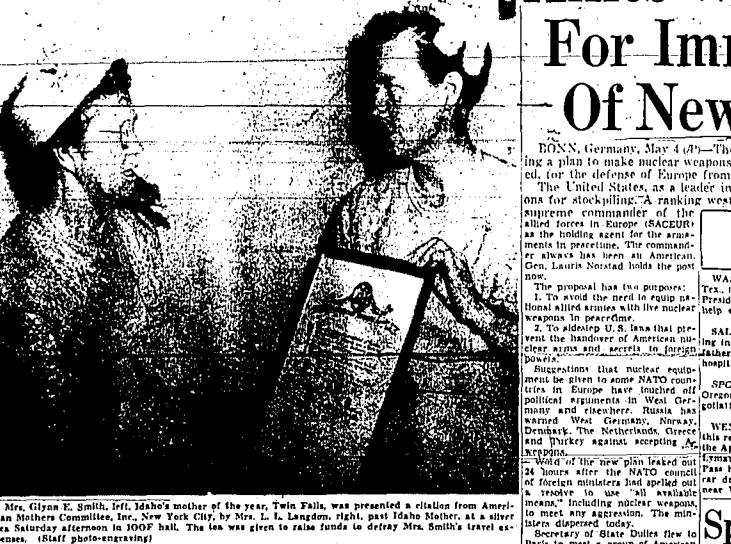 Mrs. Glynn E. Smith, left, Idaho's mother of the year, Twin Falls, was presented a citation from Ameri-
an Mothers Committee, Inc., New York City, by Mrs. L. L. Langdon, right, past Idaho Mother, at a silver
ea Saturday afternoon in IOOF hall. The tea was given to raise funds to defray Mrs. Smith's travel ex-
enses. (Staff photo-engraving)
For Im
Of New
BONN, Germany, May 4 (AP)—The
ing a plan to make nuclear weapons
ed, for the defense of Europe from
The United States, as a leader in
ons for stockpiling. A ranking west
supreme commander of the
allied forces in Europe (SACEUR)
as the holding agent for the arma-
ments in peacetime. The command-
er always has been an American.
Gen. Lauris Norstad holds the post
now.
The proposal has two purposes:
1. To avoid the need to equip na-
tional allied armies with live nuclear
weapons in peacetime.
2. To sidestep U.S. laws that pre-
vent the handover of American nu-
clear arms and secrets to foreign
powers.
Suggestions that nuclear equip-
ment be given to some NATO coun-
tries in Europe have touched off
political arguments in West Ger-
many and elsewhere. Russia has
warned West Germany, Norway,
Denmark, The Netherlands, Greece
and Turkey against accepting A-
weapons.
Word of the new plan leaked out
24 hours after the NATO council
of foreign ministers had spelled out
a resolve to use "all available
means," including nuclear weapons,
to meet any aggression. The min-
isters dispersed today.
Secretary of State Dulles flew to
Paris to meet a group of American
WA
Tex.,
Presid
help
SAL
ing in
father
hospit
SPO
Oregon
gotiat
WE
this re
the Ap
Lyman
Pass
car d
near
Sp